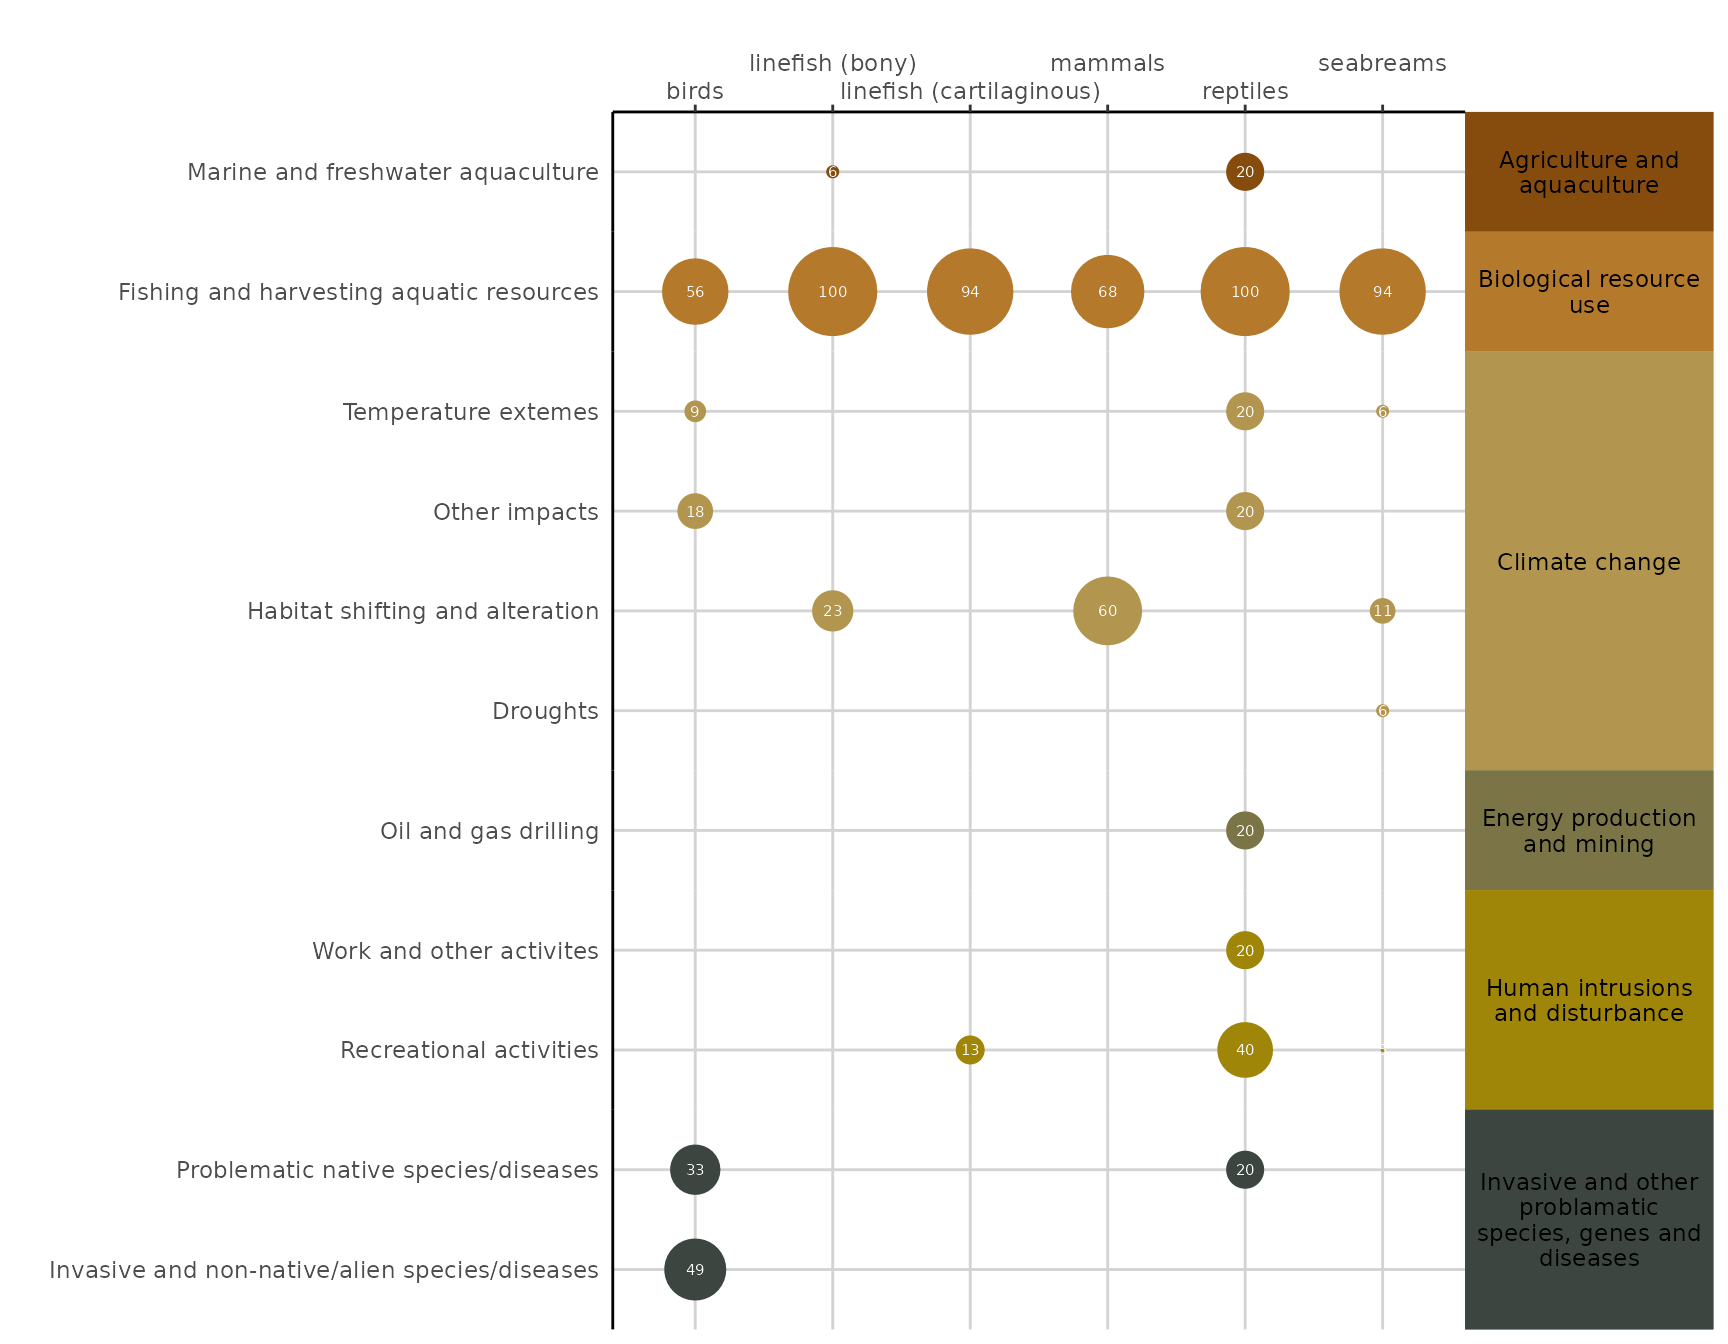 linefish (bony)
mammals
seabreams
birds
linefish (cartilaginous)
reptiles
Marine and freshwater aquaculture
6
20
Agriculture and
aquaculture
Fishing and harvesting aquatic resources
56
100
94
68
100
94
Biological resource
use
Temperature extemes
9
20
6
Other impacts
18
20
Climate change
Habitat shifting and alteration
23
60
11
Droughts
6
Oil and gas drilling
20
Energy production
and mining
Work and other activites
20
Human intrusions
and disturbance
Recreational activities
13
40
Problematic native species/diseases
33
20
Invasive and other
problamatic
species, genes and
diseases
Invasive and non-native/alien species/diseases
49